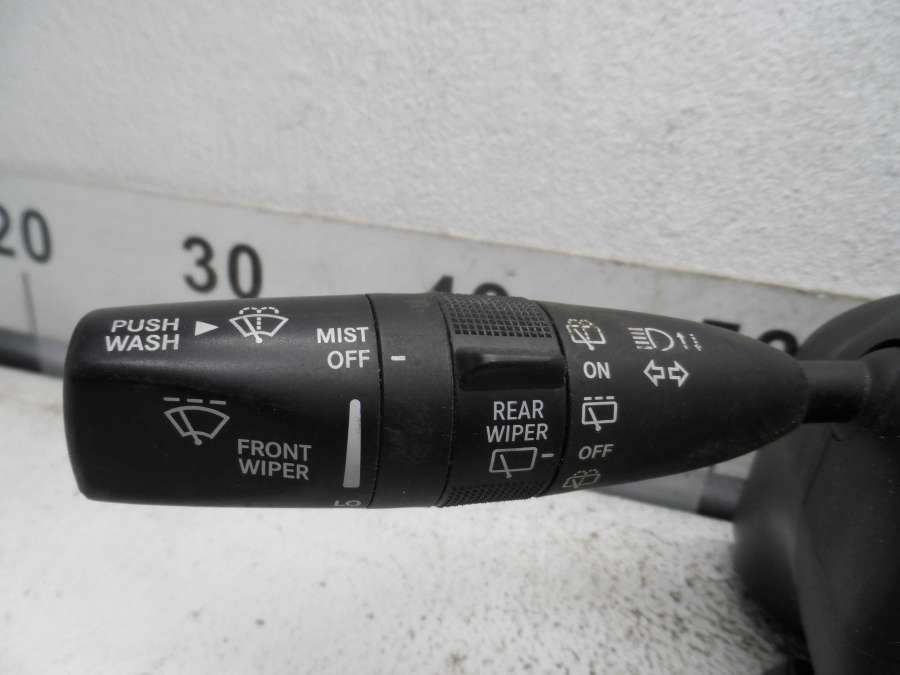 20
30
PUSH
WASH
MIST
OFF
FRONT
WIPER
LO
REAR
WIPER
ON
OFF